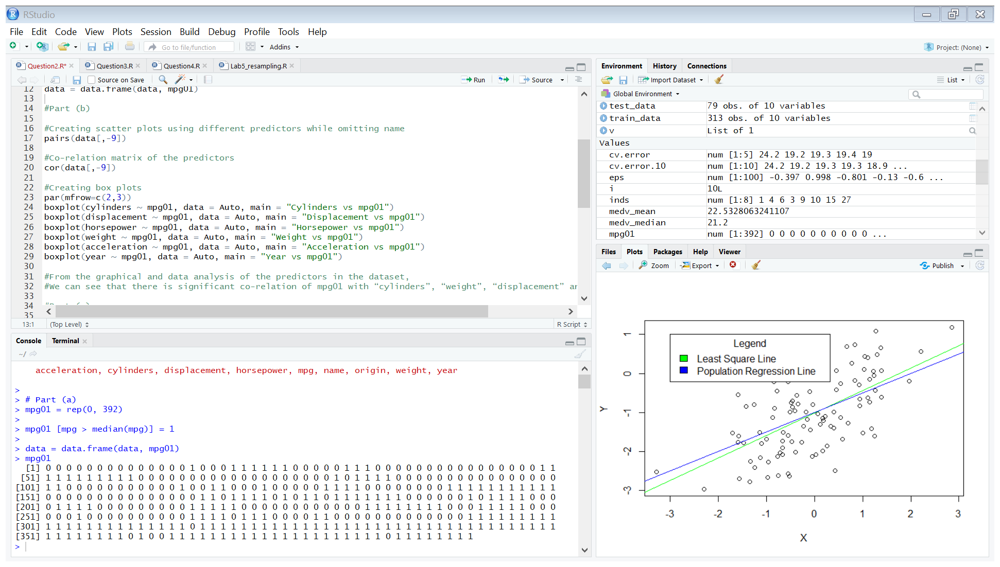 RStudio
File Edit Code View Plots Session Build Debug Profile Tools Help
Go to file/function Addins Project: (None)
Question2.R* Question3.R Question4.R Lab5_resampling.R
Source on Save Run Source
12 data = data.frame(data, mpg01)
13
14 #Part (b)
15
16 #Creating scatter plots using different predictors while omitting name
17 pairs(data[,-9])
18
19 #Co-relation matrix of the predictors
20 cor(data[,-9])
21
22 #Creating box plots
23 par(mfrow=c(2,3))
24 boxplot(cylinders ~ mpg01, data = Auto, main = "Cylinders vs mpg01")
25 boxplot(displacement ~ mpg01, data = Auto, main = "Displacement vs mpg01")
26 boxplot(horsepower ~ mpg01, data = Auto, main = "Horsepower vs mpg01")
27 boxplot(weight ~ mpg01, data = Auto, main = "Weight vs mpg01")
28 boxplot(acceleration ~ mpg01, data = Auto, main = "Acceleration vs mpg01")
29 boxplot(year ~ mpg01, data = Auto, main = "Year vs mpg01")
30
31 #From the graphical and data analysis of the predictors in the dataset,
32 #We can see that there is significant co-relation of mpg01 with “cylinders”, “weight”, “displacement”
33
34
35
13:1 (Top Level) R Script
Console Terminal
~/
acceleration, cylinders, displacement, horsepower, mpg, name, origin, weight, year
>
> # Part (a)
> mpg01 = rep(0, 392)
>
> mpg01 [mpg > median(mpg)] = 1
>
> data = data.frame(data, mpg01)
> mpg01
[1] 0 0 0 0 0 0 0 0 0 0 0 0 0 0 1 0 0 0 1 1 1 1 1 1 0 0 0 0 0 1 1 1 0 0 0 0 0 0 0 0 0 0 0 0 0 0 0 0 1 1
[51] 1 1 1 1 1 1 1 1 1 0 0 0 0 0 0 0 0 0 0 0 0 0 0 0 0 0 0 0 1 0 1 1 1 1 0 0 0 0 0 0 0 0 0 0 0 0 0 0 0 0
[101] 1 1 0 0 0 0 0 0 0 0 0 0 0 1 0 0 1 1 0 0 0 1 0 0 0 0 0 1 1 1 1 0 0 0 0 0 0 0 0 1 1 1 1 1 1 1 1 1 1 1
[151] 0 0 0 0 0 0 0 0 0 0 0 0 0 0 0 1 1 0 1 1 1 1 0 1 0 1 1 0 1 1 1 1 1 1 1 0 0 0 0 0 0 1 0 1 1 1 1 0 0 0
[201] 0 1 1 1 1 0 0 0 0 0 0 0 0 0 1 1 1 1 1 0 0 0 0 0 0 0 0 0 0 0 0 1 1 1 1 1 1 1 1 0 0 0 1 1 1 1 1 0 0 0
[251] 0 0 0 1 0 0 0 0 0 0 0 0 0 0 1 1 1 1 0 1 1 1 0 0 0 0 1 1 0 0 0 0 0 0 0 0 0 0 0 0 0 1 1 1 1 1 1 1 1 1
[301] 1 1 1 1 1 1 1 1 1 1 1 1 1 1 0 1 1 1 1 1 1 1 1 1 1 1 1 1 1 1 1 1 1 1 1 1 1 1 1 1 1 1 1 1 1 1 1 1 1 1
[351] 1 1 1 1 1 1 1 1 0 1 0 0 1 1 1 1 1 1 1 1 1 1 1 1 1 1 1 1 1 1 1 1 1 0 1 1 1 1 1 1 1 1
>
Environment History Connections
Import Dataset List
Global Environment
test_data 79 obs. of 10 variables
train_data 313 obs. of 10 variables
v List of 1
Values
cv.error num [1:5] 24.2 19.2 19.3 19.4 19
cv.error.10 num [1:10] 24.2 19.2 19.3 19.3 18.9 ...
eps num [1:100] -0.397 0.998 -0.801 -0.13 -0.6 ...
i 10L
inds num [1:8] 1 4 6 3 9 10 15 27
medv_mean 22.5328063241107
medv_median 21.2
mpg01 num [1:392] 0 0 0 0 0 0 0 0 0 0 ...
Files Plots Packages Help Viewer
Zoom Export Publish
Legend
Least Square Line
Population Regression Line
1
0
-1
-2
-3
Y
-3 -2 -1 0 1 2 3
X